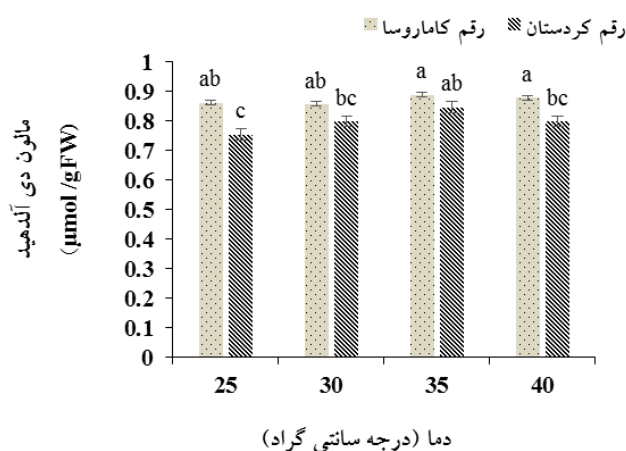 رقم کردستان رقم کاماروسا
مالون دی آلدهید
(µmol /gFW)
1
0.9
0.8
0.7
0.6
0.5
0.4
0.3
0.2
0.1
0
ab c ab bc a ab a bc
25 30 35 40
دما (درجه سانتی گراد)